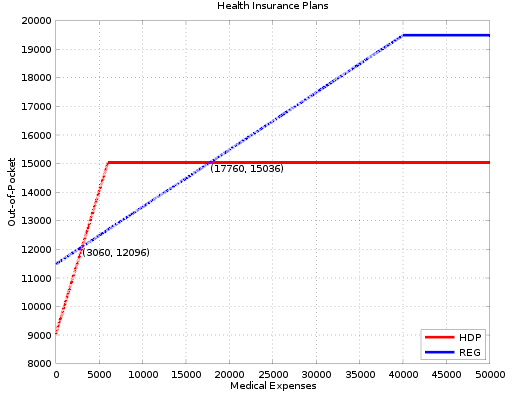 Health Insurance Plans
20000
19000
18000
17000
16000
15000
14000
13000
12000
11000
10000
9000
8000
Out-of-Pocket
(17760, 15036)
(3060, 12096)
HDP
REG
0 5000 10000 15000 20000 25000 30000 35000 40000 45000 50000
Medical Expenses